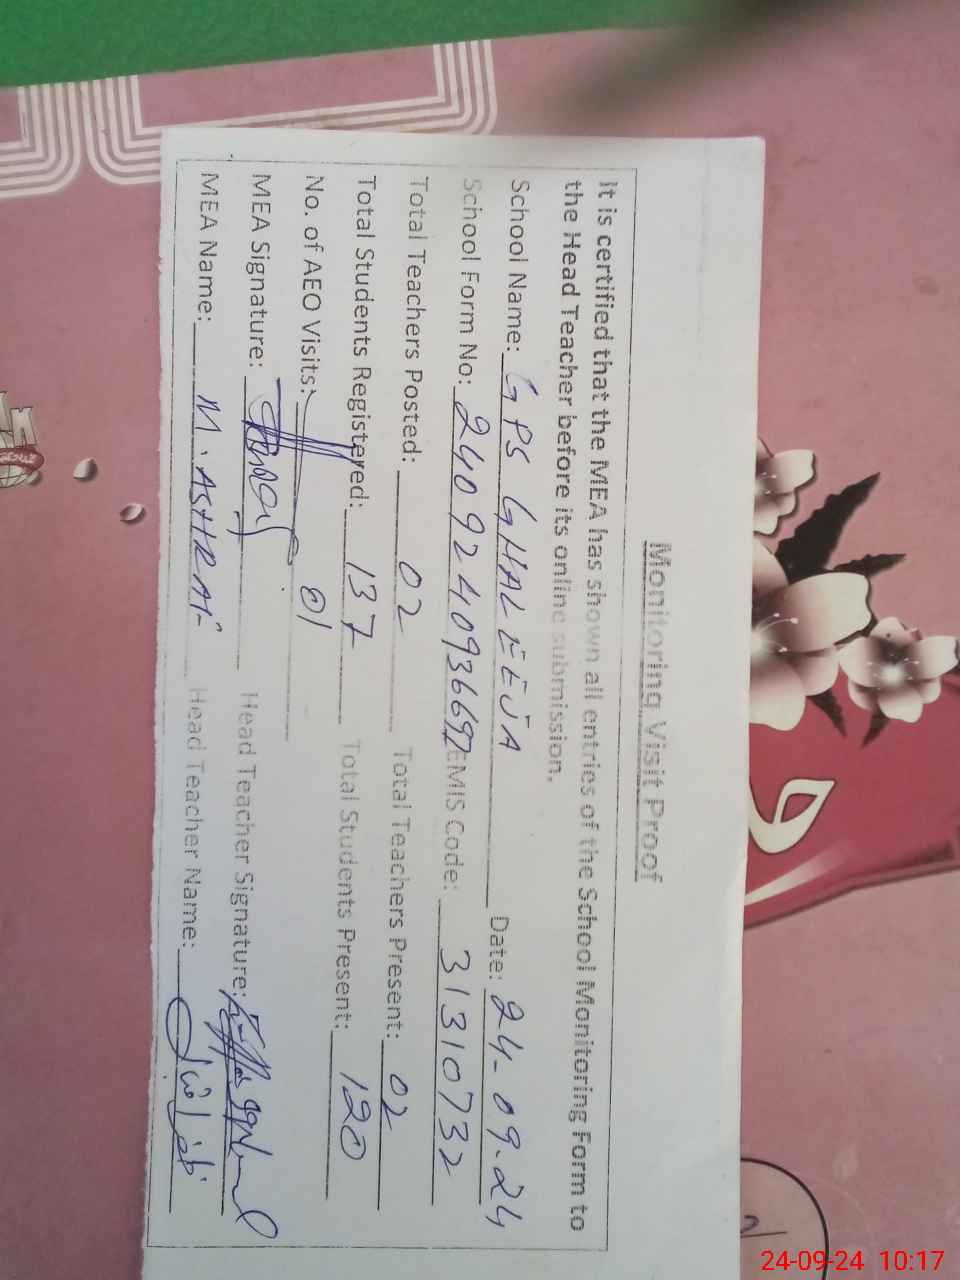 Monitoring Visit Proof
It is certified that the MEA has shown all entries of the School Monitoring Form to
the Head Teacher before its online submission.
School Name: GPS GHALEEJA Date: 24-09-24
School Form No: EMIS Code: 31310732
Total Teachers Posted: 02 Total Teachers Present: 02
Total Students Registered: 137 Total Students Present: 120
No. of AEO Visits: 01
MEA Signature: Head Teacher Signature:
MEA Name: M. ASHRAF Head Teacher Name:
24-09-24 10:17